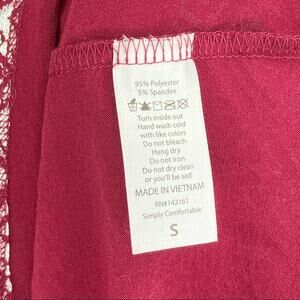 95% Polyester
5% Spandex
Turn inside out
Hand wash cold
with like colors
Do not bleach
Hang dry
Do not iron
Do not dry clean
or you'll be sad
MADE IN VIETNAM
RN#142161
Simply Comfortable
S